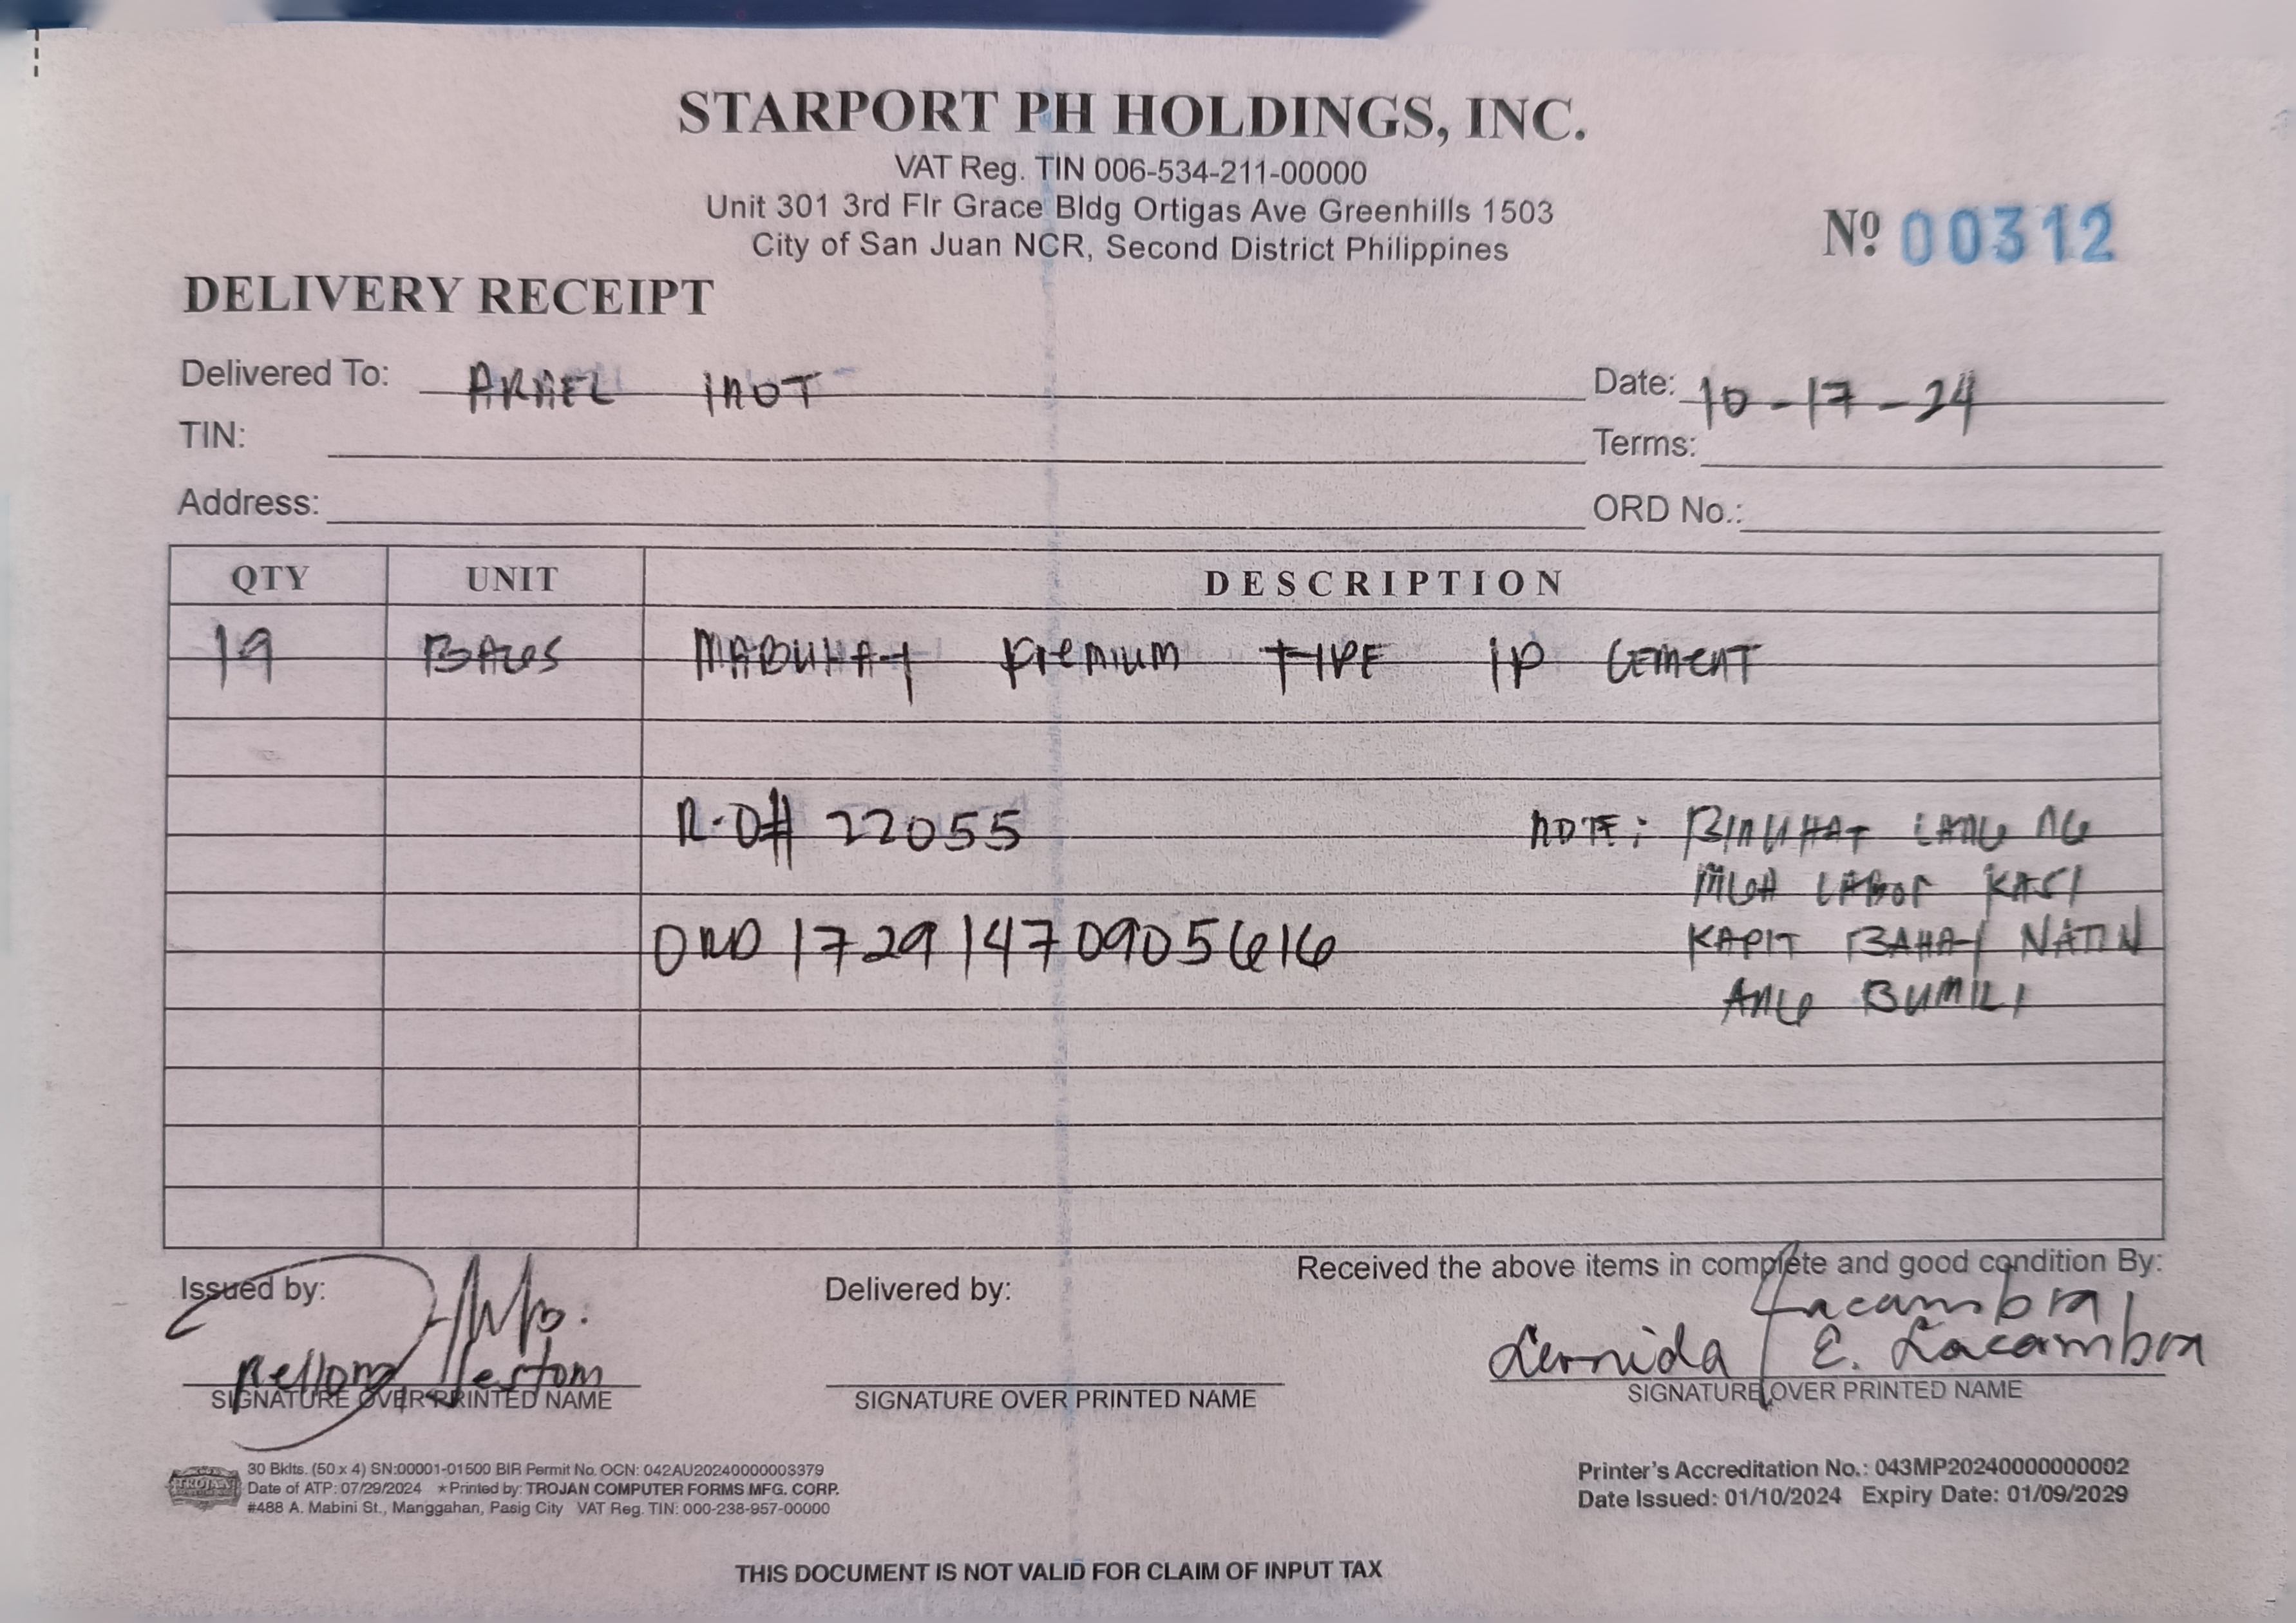 STARPORT PH HOLDINGS, INC.
VAT Reg. TIN 006-534-211-00000
Unit 301 3rd Flr Grace Bldg Ortigas Ave Greenhills 1503
City of San Juan NCR, Second District Philippines
Nº 00312
DELIVERY RECEIPT
Delivered To: ARNEL INOT
Date: 10-17-24
TIN:
Terms:
Address:
ORD No.:
QTY UNIT DESCRIPTION
19 BAGS MABUHAY premium TYPE 1P CEMENT
R.O# 22055 NOTE: BINUHAT LANG NG
MGA LABOR KASI
ORD 17291470905616 KAPIT BAHAY NATIN
ANG BUMILI
Received the above items in complete and good condition By:
Issued by: Delivered by:
Lacambra
Lernida E. Lacambra
SIGNATURE OVER PRINTED NAME SIGNATURE OVER PRINTED NAME SIGNATURE OVER PRINTED NAME
TROJAN
30 Bklts. (50 x 4) SN:00001-01500 BIR Permit No. OCN: 042AU20240000003379
Date of ATP: 07/29/2024 ★Printed by: TROJAN COMPUTER FORMS MFG. CORP.
#488 A. Mabini St., Manggahan, Pasig City VAT Reg. TIN: 000-238-957-00000
Printer's Accreditation No.: 043MP20240000000002
Date Issued: 01/10/2024 Expiry Date: 01/09/2029
THIS DOCUMENT IS NOT VALID FOR CLAIM OF INPUT TAX